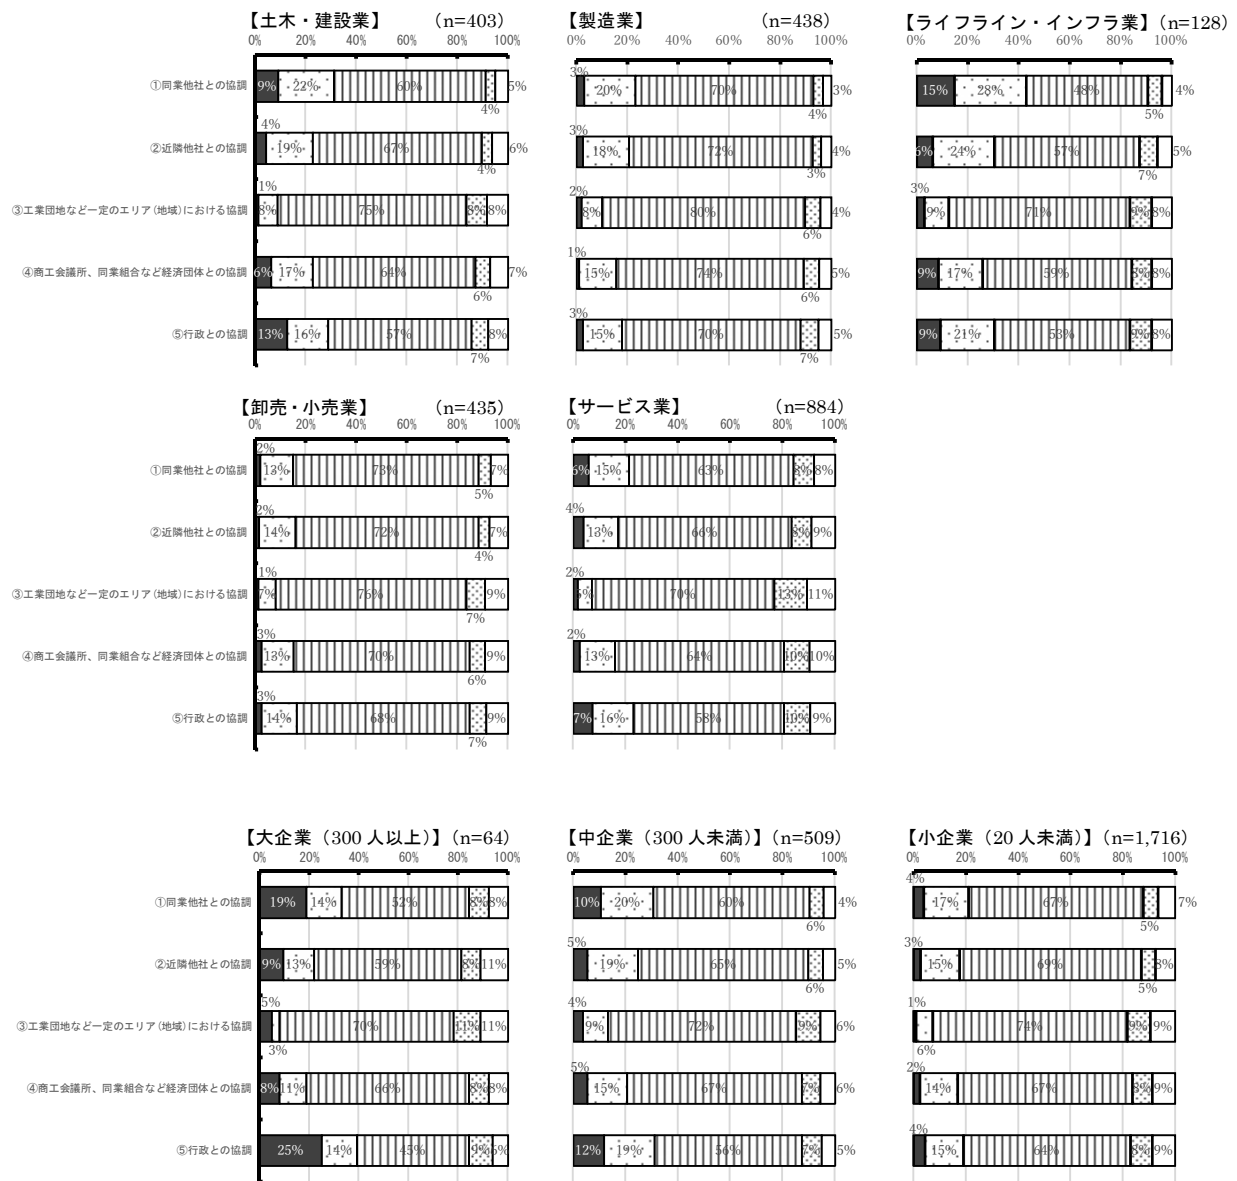 【土木・建設業】 （n=403）
0% 20% 40% 60% 80% 100%
①同業他社との協調 9% 22% 60% 4% 5%
②近隣他社との協調 4% 19% 67% 4% 6%
③工業団地など一定のエリア(地域)における協調 1% 8% 75% 8% 8%
④商工会議所、同業組合など経済団体との協調 6% 17% 64% 6% 7%
⑤行政との協調 13% 16% 57% 7% 8%
【製造業】 （n=438）
0% 20% 40% 60% 80% 100%
3% 20% 70% 4% 3%
3% 18% 72% 3% 4%
2% 8% 80% 6% 4%
1% 15% 74% 6% 5%
3% 15% 70% 7% 5%
【ライフライン・インフラ業】（n=128）
0% 20% 40% 60% 80% 100%
15% 28% 48% 5% 4%
6% 24% 57% 7% 5%
3% 9% 71% 9% 8%
9% 17% 59% 8% 8%
9% 21% 53% 9% 8%
【卸売・小売業】 （n=435）
0% 20% 40% 60% 80% 100%
①同業他社との協調 2% 13% 73% 5% 7%
②近隣他社との協調 2% 14% 72% 4% 7%
③工業団地など一定のエリア(地域)における協調 1% 7% 76% 7% 9%
④商工会議所、同業組合など経済団体との協調 3% 13% 70% 6% 9%
⑤行政との協調 3% 14% 68% 7% 9%
【サービス業】 （n=884）
0% 20% 40% 60% 80% 100%
6% 15% 63% 8% 8%
4% 13% 66% 8% 9%
2% 5% 70% 13% 11%
2% 13% 64% 10% 10%
7% 16% 58% 10% 9%
【大企業（300 人以上）】（n=64）
0% 20% 40% 60% 80% 100%
①同業他社との協調 19% 14% 52% 8% 8%
②近隣他社との協調 9% 13% 59% 8% 11%
③工業団地など一定のエリア(地域)における協調 5% 3% 70% 11% 11%
④商工会議所、同業組合など経済団体との協調 8% 11% 66% 8% 8%
⑤行政との協調 25% 14% 45% 9% 6%
【中企業（300 人未満）】（n=509）
0% 20% 40% 60% 80% 100%
10% 20% 60% 6% 4%
5% 19% 65% 6% 5%
4% 9% 72% 9% 6%
5% 15% 67% 7% 6%
12% 19% 56% 7% 5%
【小企業（20 人未満）】（n=1,716）
0% 20% 40% 60% 80% 100%
4% 17% 67% 5% 7%
3% 15% 69% 5% 8%
1% 6% 74% 9% 9%
2% 14% 67% 8% 9%
4% 15% 64% 8% 9%